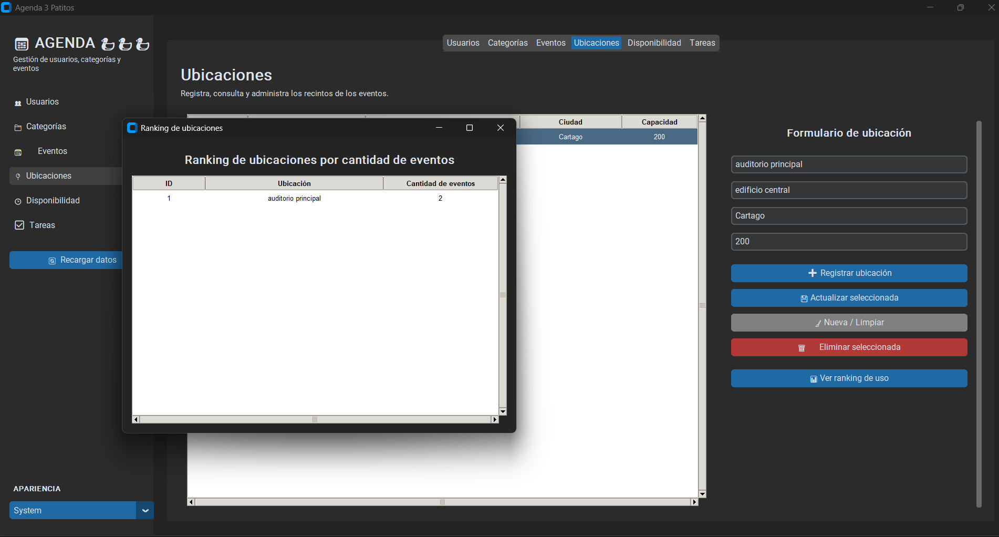 Agenda 3 Patitos
AGENDA
Gestión de usuarios, categorías y
eventos
Usuarios
Categorías
Eventos
Ubicaciones
Disponibilidad
Tareas
Recargar datos
APARIENCIA
System
Usuarios Categorías Eventos Ubicaciones Disponibilidad Tareas
Ubicaciones
Registra, consulta y administra los recintos de los eventos.
Ciudad Capacidad
Cartago 200
Ranking de ubicaciones
Ranking de ubicaciones por cantidad de eventos
ID Ubicación Cantidad de eventos
1 auditorio principal 2
Formulario de ubicación
auditorio principal
edificio central
Cartago
200
Registrar ubicación
Actualizar seleccionada
Nueva / Limpiar
Eliminar seleccionada
Ver ranking de uso